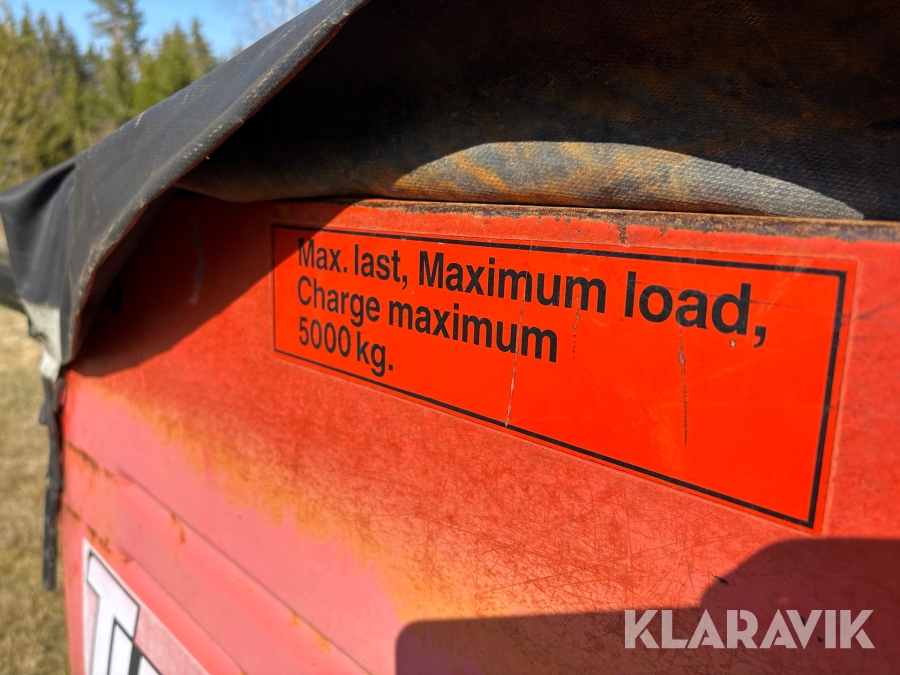 Max. last, Maximum load,
Charge maximum
5000 kg.
KLARAVIK